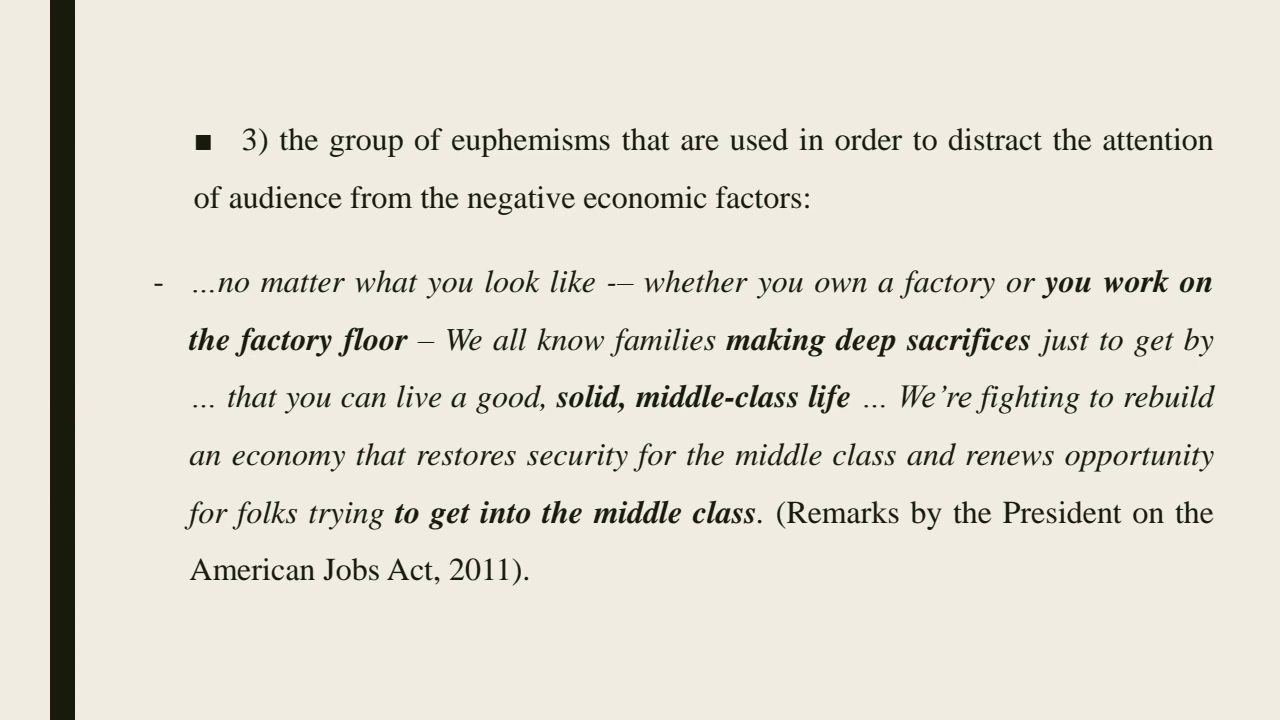 ▪ 3) the group of euphemisms that are used in order to distract the attention
of audience from the negative economic factors:
- …no matter what you look like -– whether you own a factory or you work on
the factory floor – We all know families making deep sacrifices just to get by
… that you can live a good, solid, middle-class life … We’re fighting to rebuild
an economy that restores security for the middle class and renews opportunity
for folks trying to get into the middle class. (Remarks by the President on the
American Jobs Act, 2011).